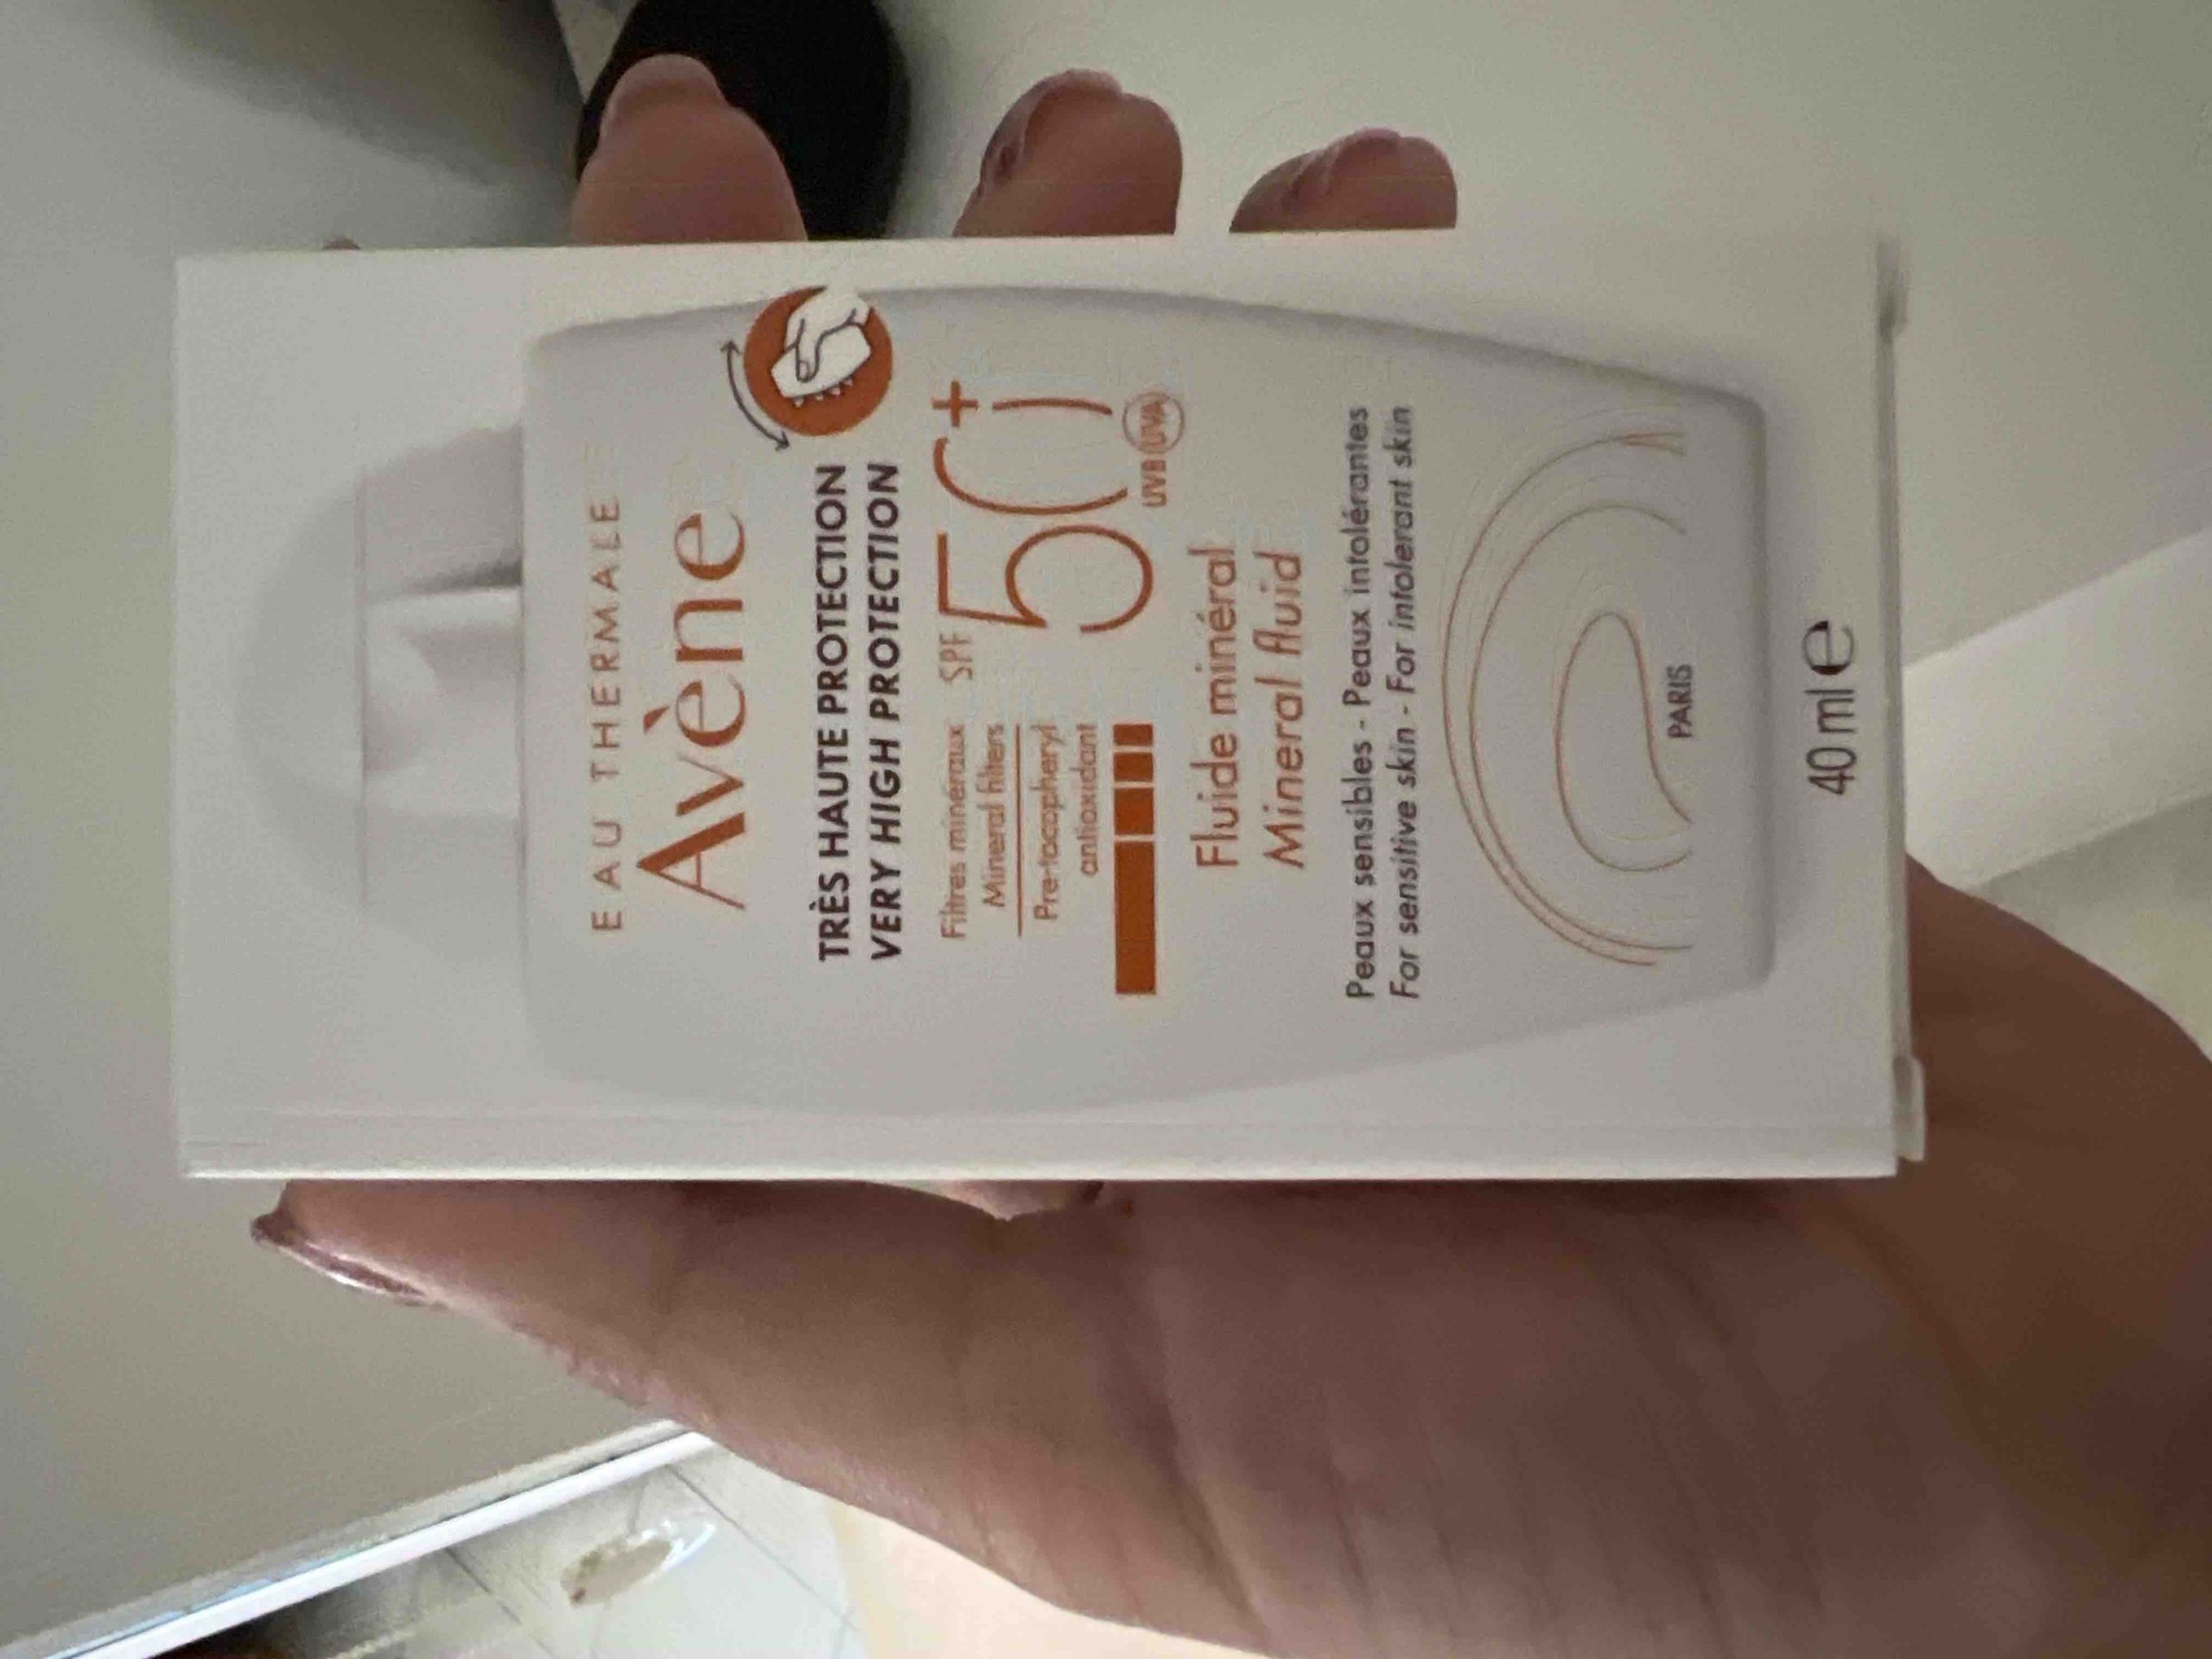 EAU THERMALE
Avène
TRÈS HAUTE PROTECTION
VERY HIGH PROTECTION
Filtres minéraux
Mineral filters
Pre-tocopheryl
antioxidant
SPF 50+
UVB UVA
Fluide minéral
Mineral fluid
Peaux sensibles - Peaux intolérantes
For sensitive skin - For intolerant skin
PARIS
40 ml e